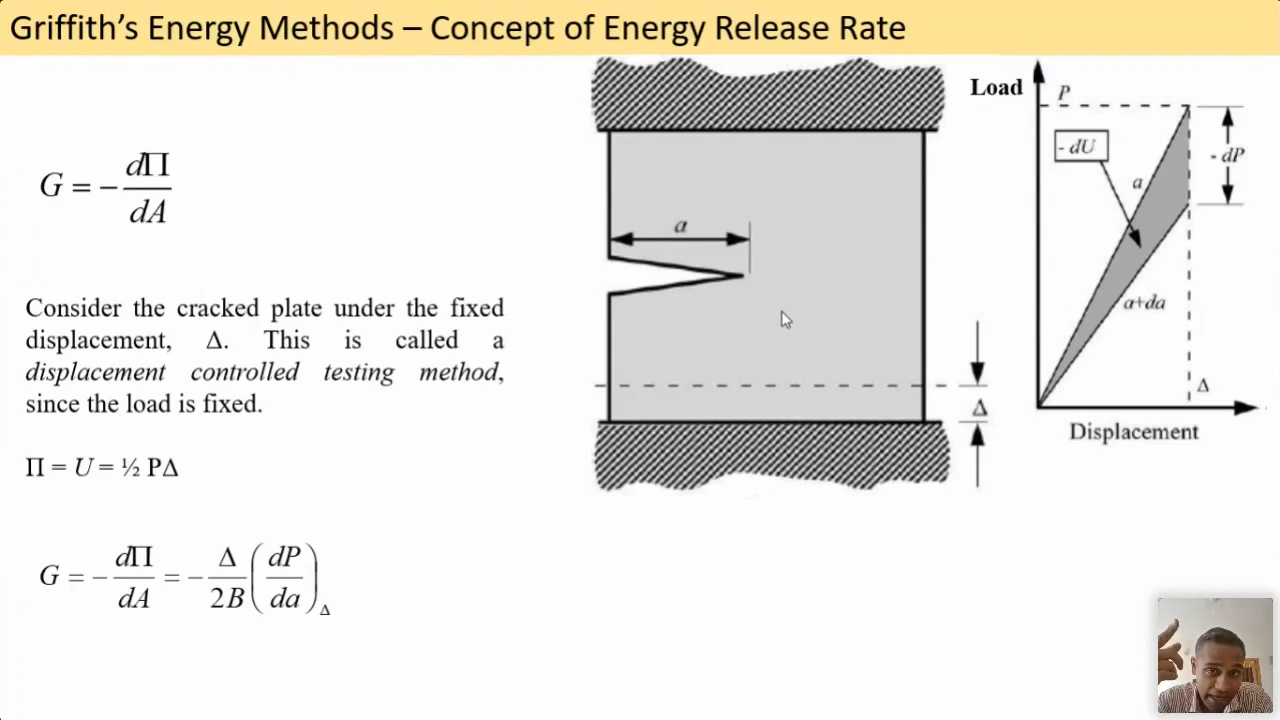 Griffith's Energy Methods – Concept of Energy Release Rate
G = − dΠ / dA
Consider the cracked plate under the fixed
displacement, Δ. This is called a
displacement controlled testing method,
since the load is fixed.
Π = U = ½ PΔ
G = − dΠ / dA = − Δ / 2B ( dP / da )Δ
a
Δ
Load
P
- dU
- dP
a
a+da
Δ
Displacement